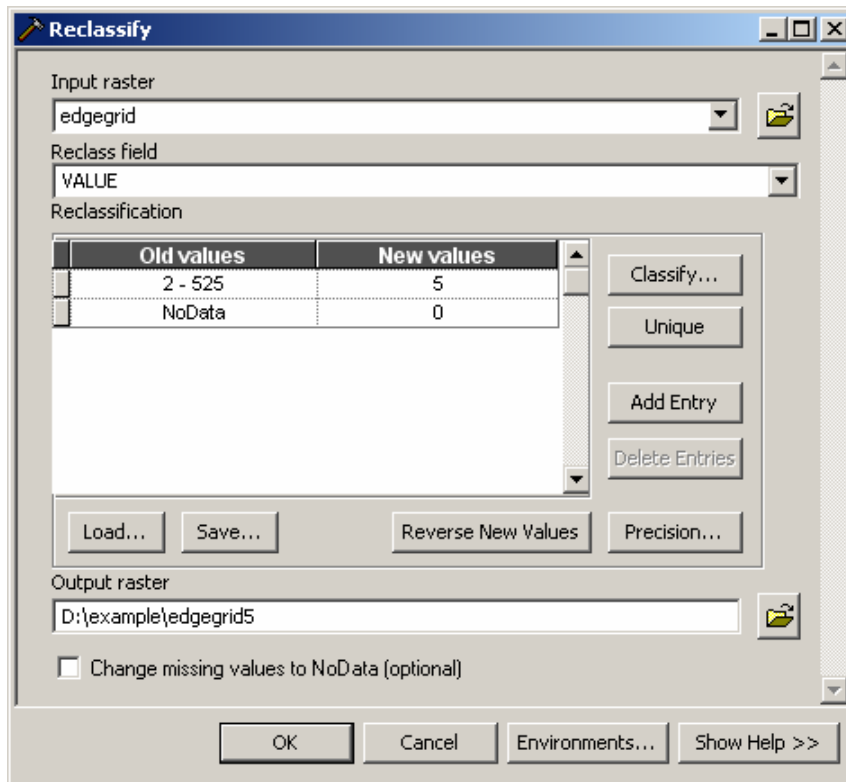 Reclassify
Input raster
edgegrid
Reclass field
VALUE
Reclassification
Old values New values
2 - 525 5
NoData 0
Classify...
Unique
Add Entry
Delete Entries
Load... Save... Reverse New Values Precision...
Output raster
D:\example\edgegrid5
Change missing values to NoData (optional)
OK Cancel Environments... Show Help >>